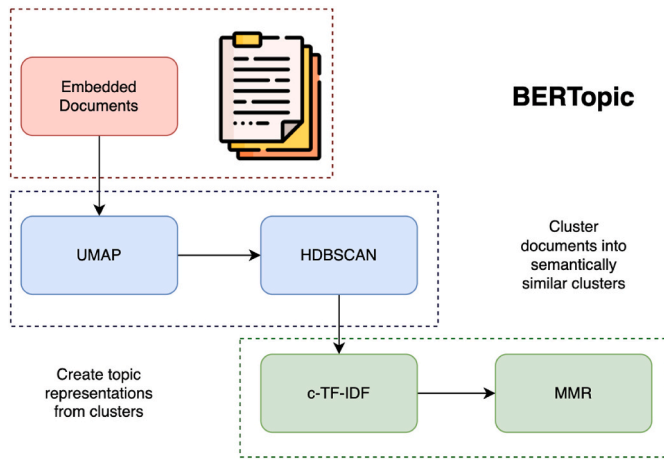 Embedded
Documents
BERTopic
UMAP
HDBSCAN
Cluster
documents into
semantically
similar clusters
Create topic
representations
from clusters
c-TF-IDF
MMR